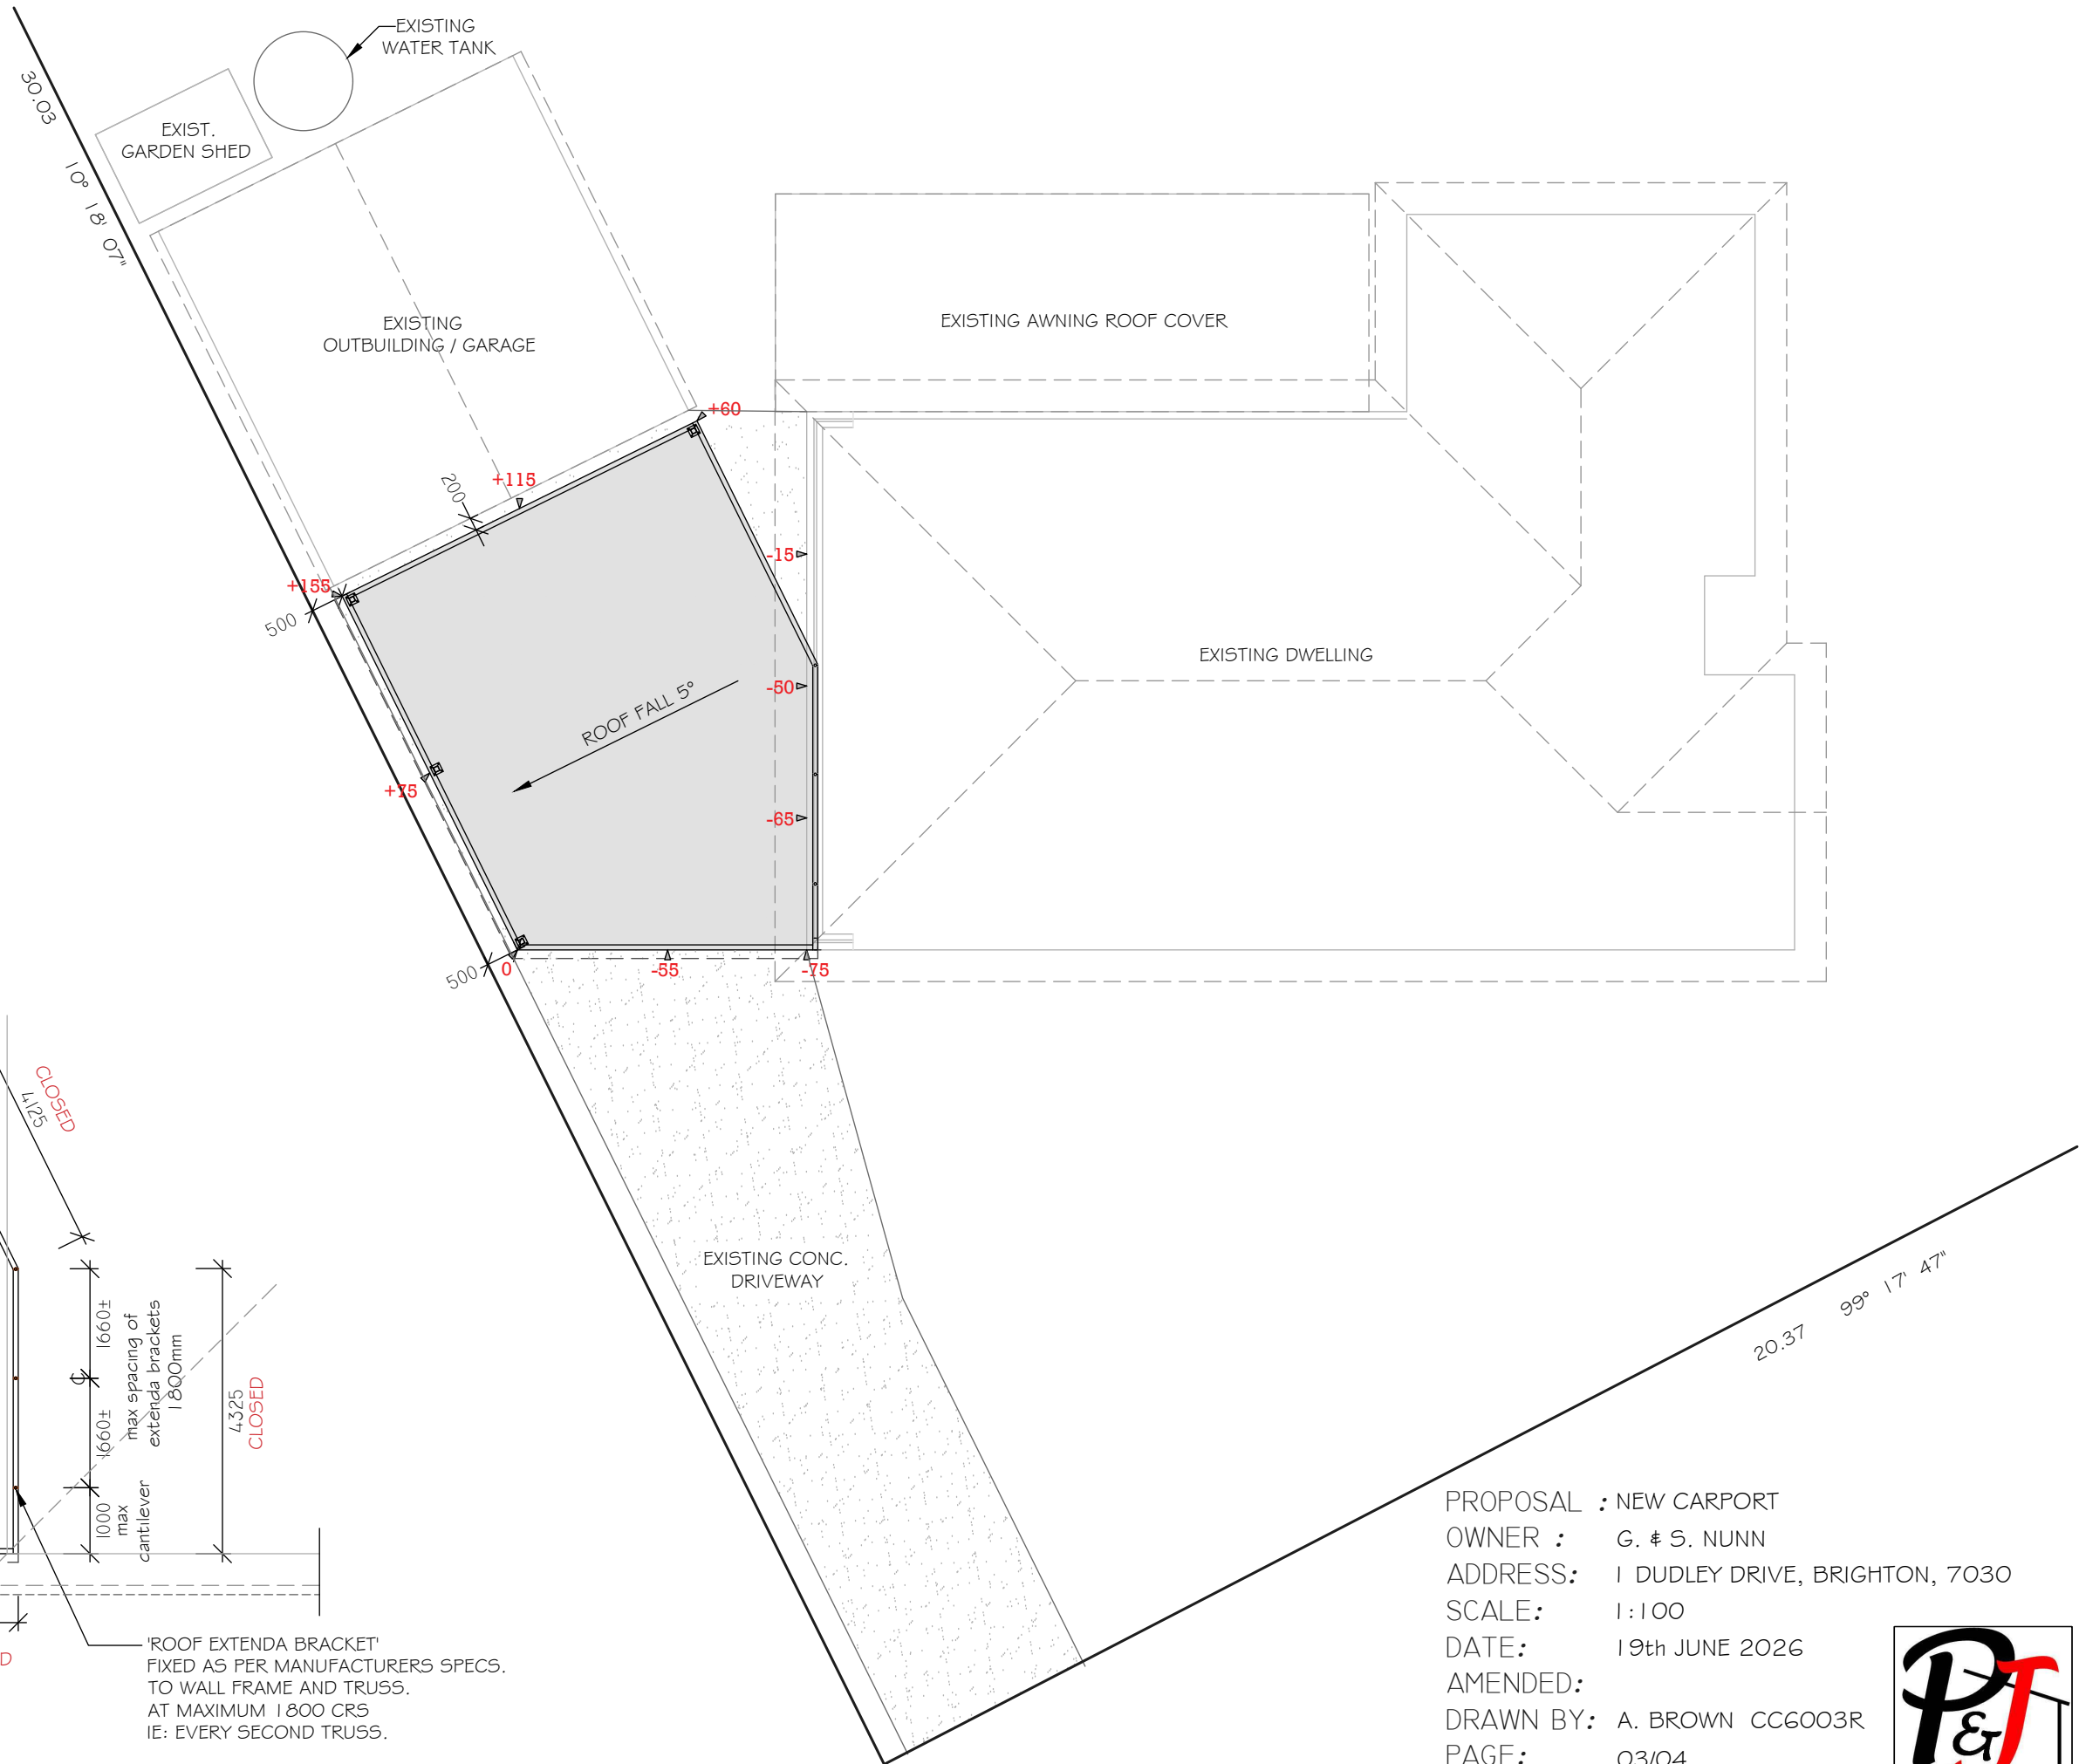 EXISTING
WATER TANK
30.03
10° 18' 07"
EXIST.
GARDEN SHED
EXISTING
OUTBUILDING / GARAGE
EXISTING AWNING ROOF COVER
+60
+115
200
-15
+155
500
EXISTING DWELLING
-50
ROOF FALL 5°
+75
-65
500
0
-55
-75
CLOSED
4125
EXISTING CONC.
DRIVEWAY
99° 17' 47"
20.37
1660±
1660±
max spacing of
extenda brackets
1800mm
4325
CLOSED
1000
max
cantilever
'ROOF EXTENDA BRACKET'
FIXED AS PER MANUFACTURERS SPECS.
TO WALL FRAME AND TRUSS.
AT MAXIMUM 1800 CRS
IE: EVERY SECOND TRUSS.
PROPOSAL : NEW CARPORT
OWNER : G. & S. NUNN
ADDRESS: 1 DUDLEY DRIVE, BRIGHTON, 7030
SCALE: 1:100
DATE: 19th JUNE 2026
AMENDED:
DRAWN BY: A. BROWN CC6003R
PAGE: 03/04
P&T